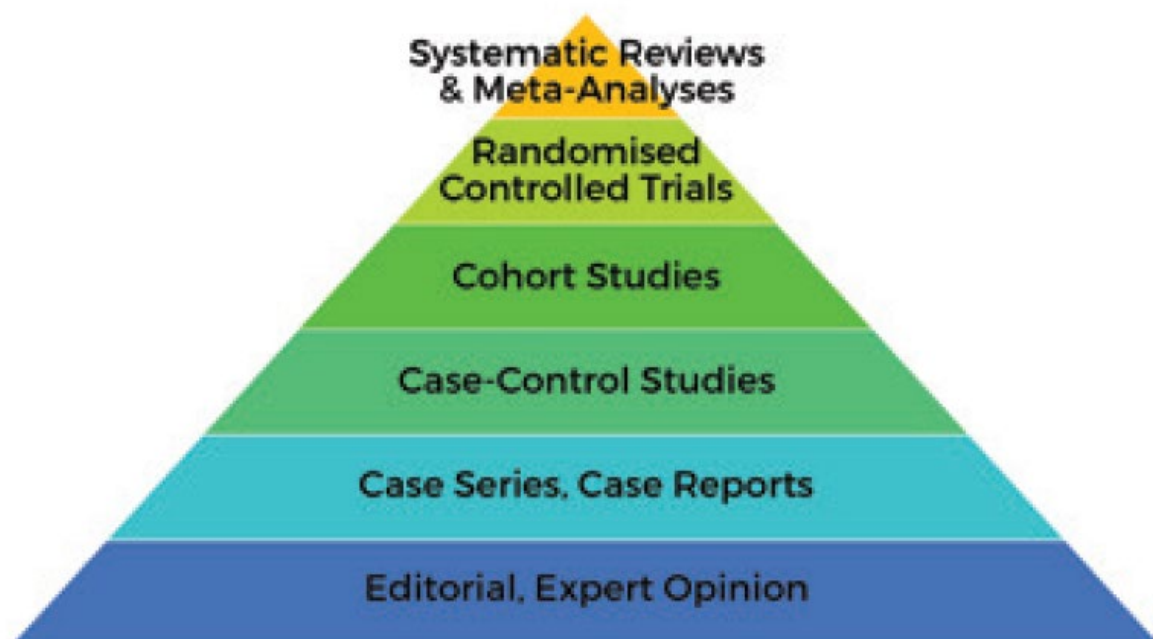 Systematic Reviews
& Meta-Analyses
Randomised
Controlled Trials
Cohort Studies
Case-Control Studies
Case Series, Case Reports
Editorial, Expert Opinion